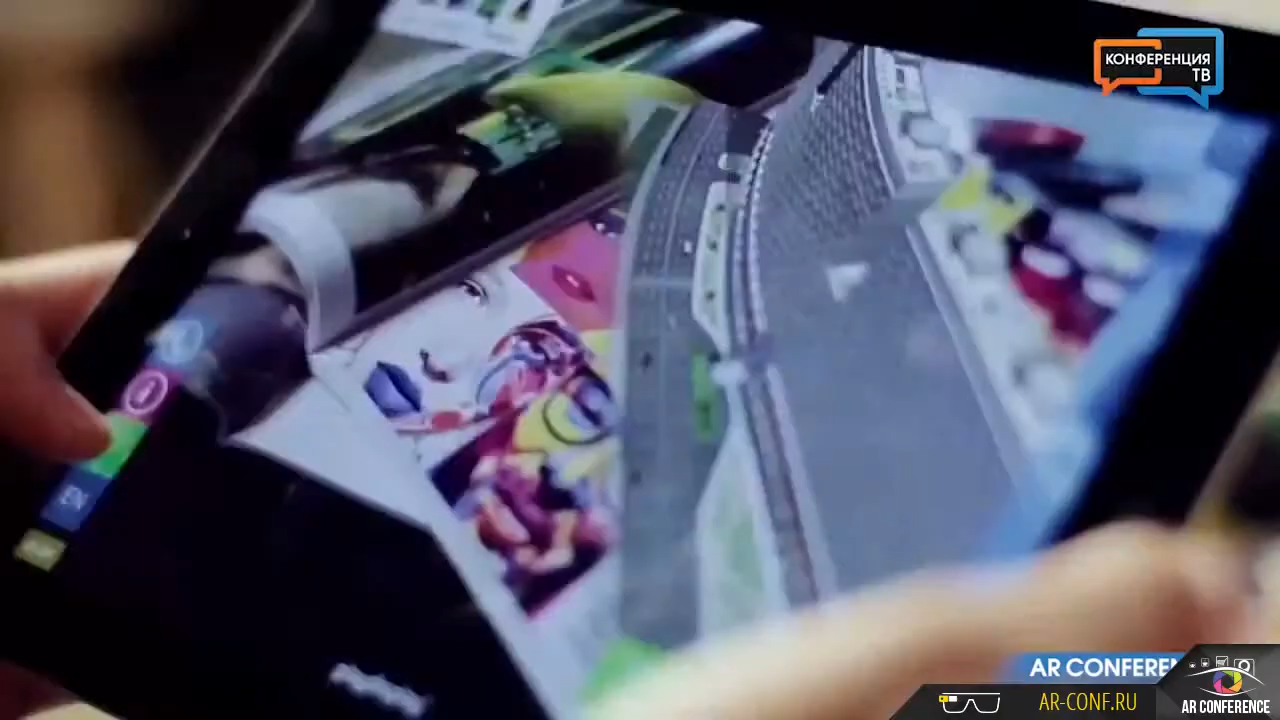 КОНФЕРЕНЦИЯ
ТВ
EN
AR CONFEREN
AR-CONF.RU
AR CONFERENCE